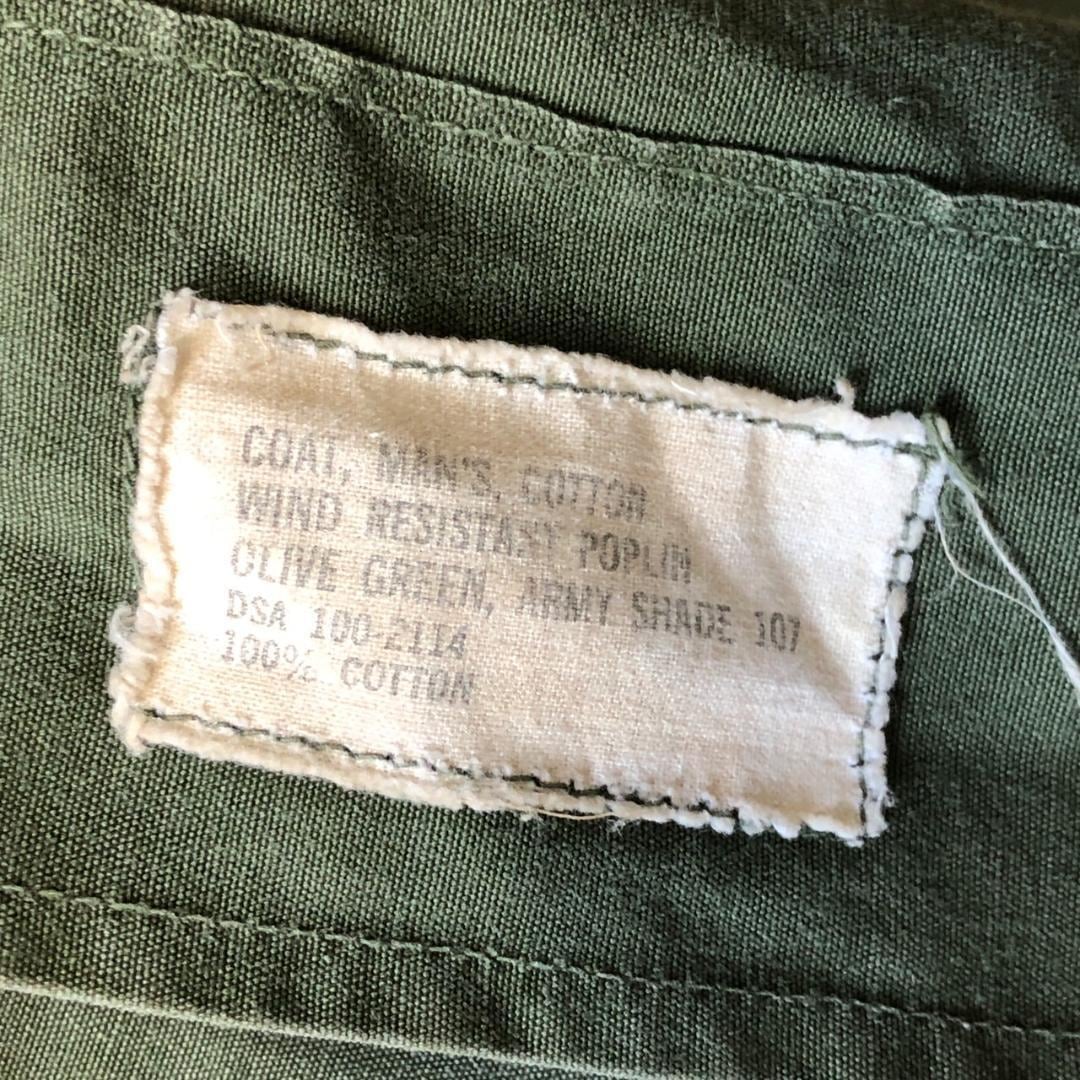 COAT, MAN'S, COTTON
WIND RESISTANT POPLIN
OLIVE GREEN, ARMY SHADE 107
DSA 100-2114
100% COTTON